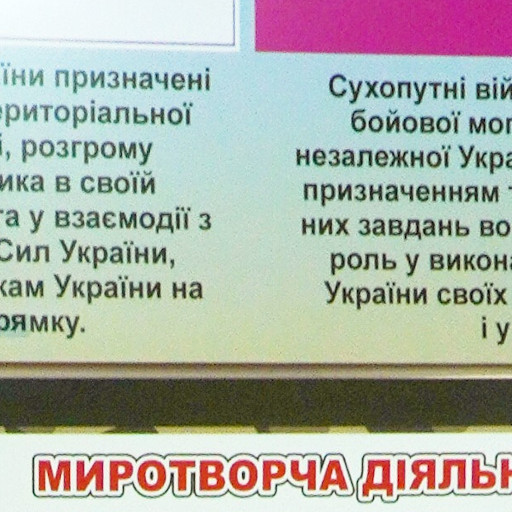 їни призначені
ериторіальної
і, розгрому
ика в своїй
та у взаємодії з
Сил України,
кам України на
рямку.
Сухопутні вій
бойової мог
незалежної Укра
призначенням т
них завдань во
роль у викона
України своїх
і у
МИРОТВОРЧА ДІЯЛЬН